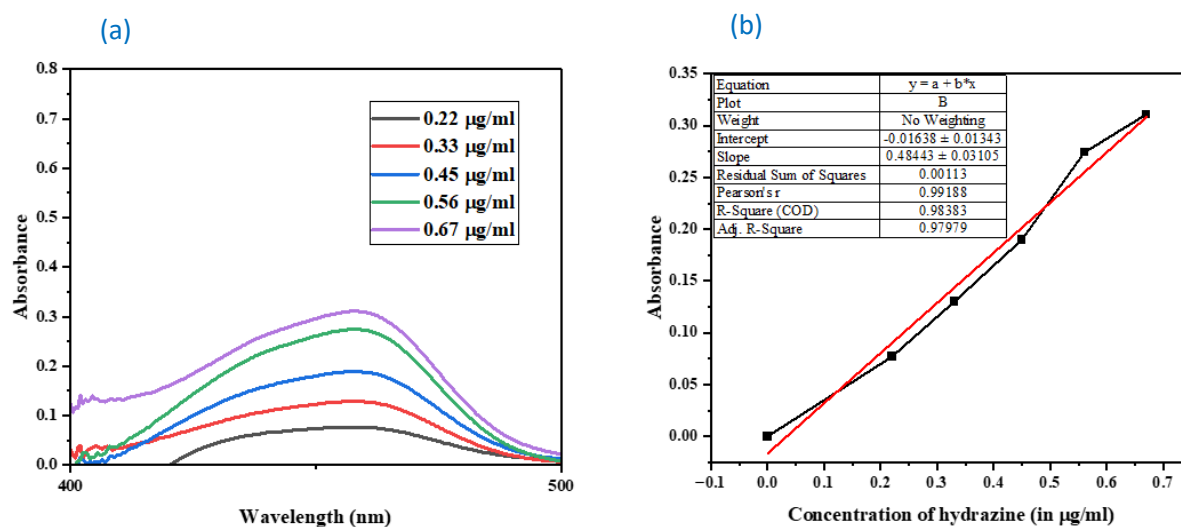 (a)
0.8
0.7
0.6
0.5
0.4
0.3
0.2
0.1
0.0
Absorbance
400
500
Wavelength (nm)
0.22 µg/ml
0.33 µg/ml
0.45 µg/ml
0.56 µg/ml
0.67 µg/ml
(b)
0.35
0.30
0.25
0.20
0.15
0.10
0.05
0.00
Absorbance
Equation y = a + b*x
Plot B
Weight No Weighting
Intercept -0.01638 ± 0.01343
Slope 0.48443 ± 0.03105
Residual Sum of Squares 0.00113
Pearson's r 0.99188
R-Square (COD) 0.98383
Adj. R-Square 0.97979
−0.1 0.0 0.1 0.2 0.3 0.4 0.5 0.6 0.7
Concentration of hydrazine (in µg/ml)